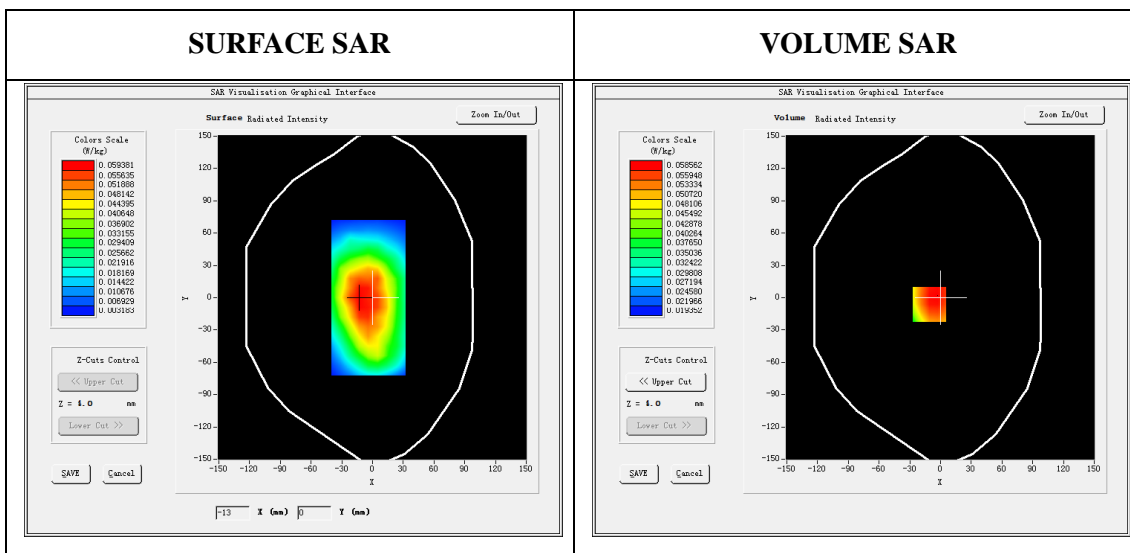 SURFACE SAR
SAR Visualisation Graphical Interface
Surface Radiated Intensity
Zoom In/Out
Colors Scale
(W/kg)
0.059381
0.055635
0.051888
0.048142
0.044395
0.040648
0.036902
0.033155
0.029409
0.025662
0.021916
0.018169
0.014422
0.010676
0.006929
0.003183
150
120
90
60
30
0
-30
-60
-90
-120
-150
Y
-150 -120 -90 -60 -30 0 30 60 90 120 150
X
Z-Cuts Control
<< Upper Cut
Z = 4.0 mm
Lower Cut >>
SAVE Cancel
-13 X (mm) 0 Y (mm)
VOLUME SAR
SAR Visualisation Graphical Interface
Volume Radiated Intensity
Zoom In/Out
Colors Scale
(W/kg)
0.058562
0.055948
0.053334
0.050720
0.048106
0.045492
0.042878
0.040264
0.037650
0.035036
0.032422
0.029808
0.027194
0.024580
0.021966
0.019352
150
120
90
60
30
0
-30
-60
-90
-120
-150
Y
-150 -120 -90 -60 -30 0 30 60 90 120 150
X
Z-Cuts Control
<< Upper Cut
Z = 4.0 mm
Lower Cut >>
SAVE Cancel